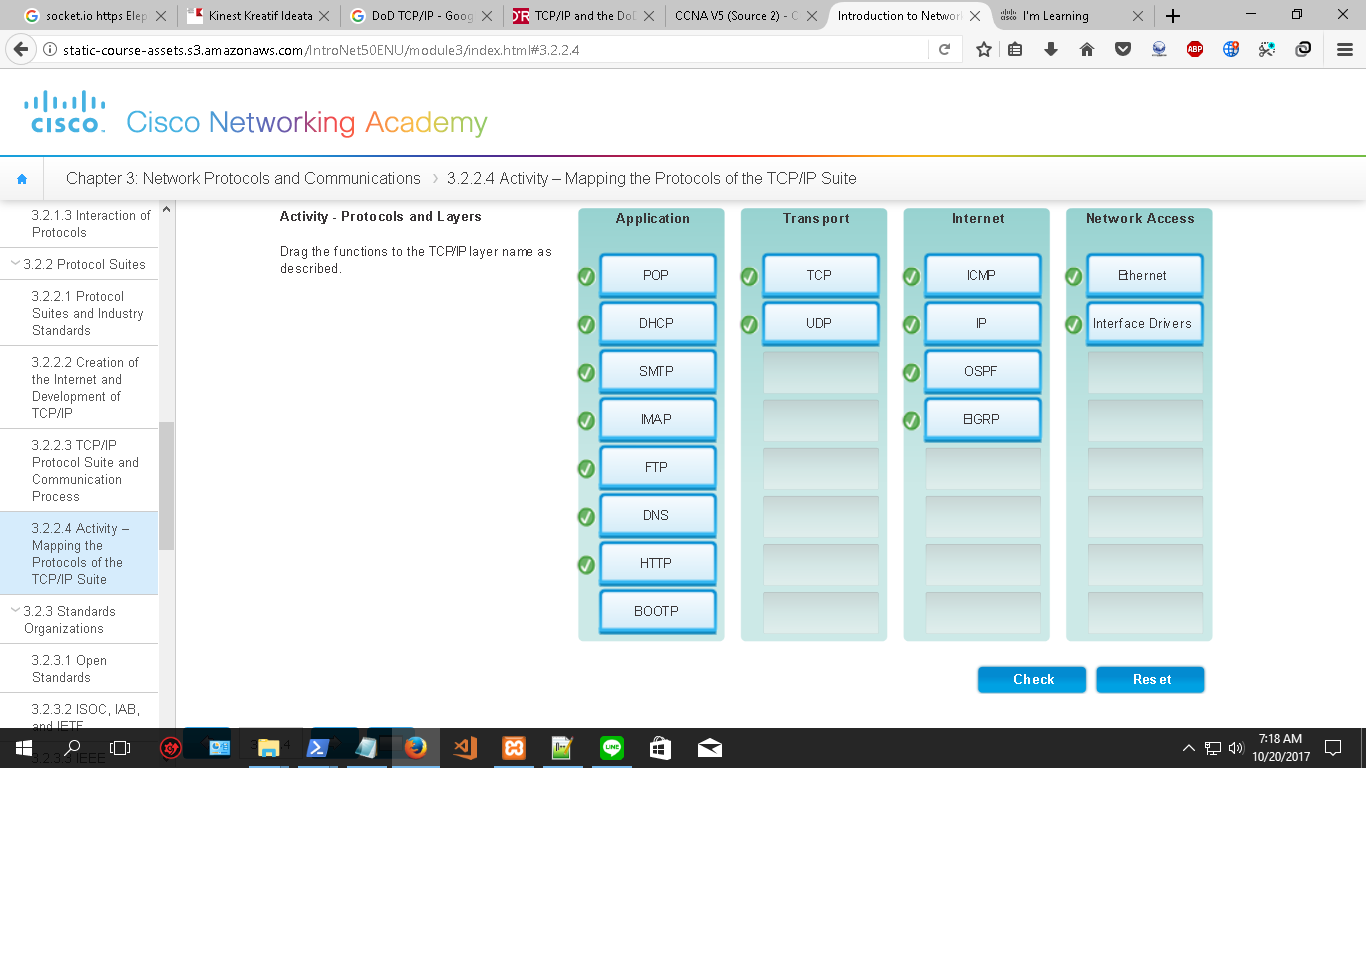 socket.io https Elep
Kinest Kreatif Ideata
DoD TCP/IP - Goog
TCP/IP and the DoD
CCNA V5 (Source 2) - C
Introduction to Networ
I'm Learning
static-course-assets.s3.amazonaws.com/IntroNet50ENU/module3/index.html#3.2.2.4
ABP
CISCO Cisco Networking Academy
Chapter 3: Network Protocols and Communications > 3.2.2.4 Activity – Mapping the Protocols of the TCP/IP Suite
3.2.1.3 Interaction of
Protocols
3.2.2 Protocol Suites
3.2.2.1 Protocol
Suites and Industry
Standards
3.2.2.2 Creation of
the Internet and
Development of
TCP/IP
3.2.2.3 TCP/IP
Protocol Suite and
Communication
Process
3.2.2.4 Activity –
Mapping the
Protocols of the
TCP/IP Suite
3.2.3 Standards
Organizations
3.2.3.1 Open
Standards
3.2.3.2 ISOC, IAB,
and IETF
3.2.3.3 IEEE
Activity - Protocols and Layers
Drag the functions to the TCP/IP layer name as
described.
Application
POP
DHCP
SMTP
IMAP
FTP
DNS
HTTP
BOOTP
Transport
TCP
UDP
Internet
ICMP
IP
OSPF
EIGRP
Network Access
Ethernet
Interface Drivers
Check
Reset
LINE
7:18 AM
10/20/2017